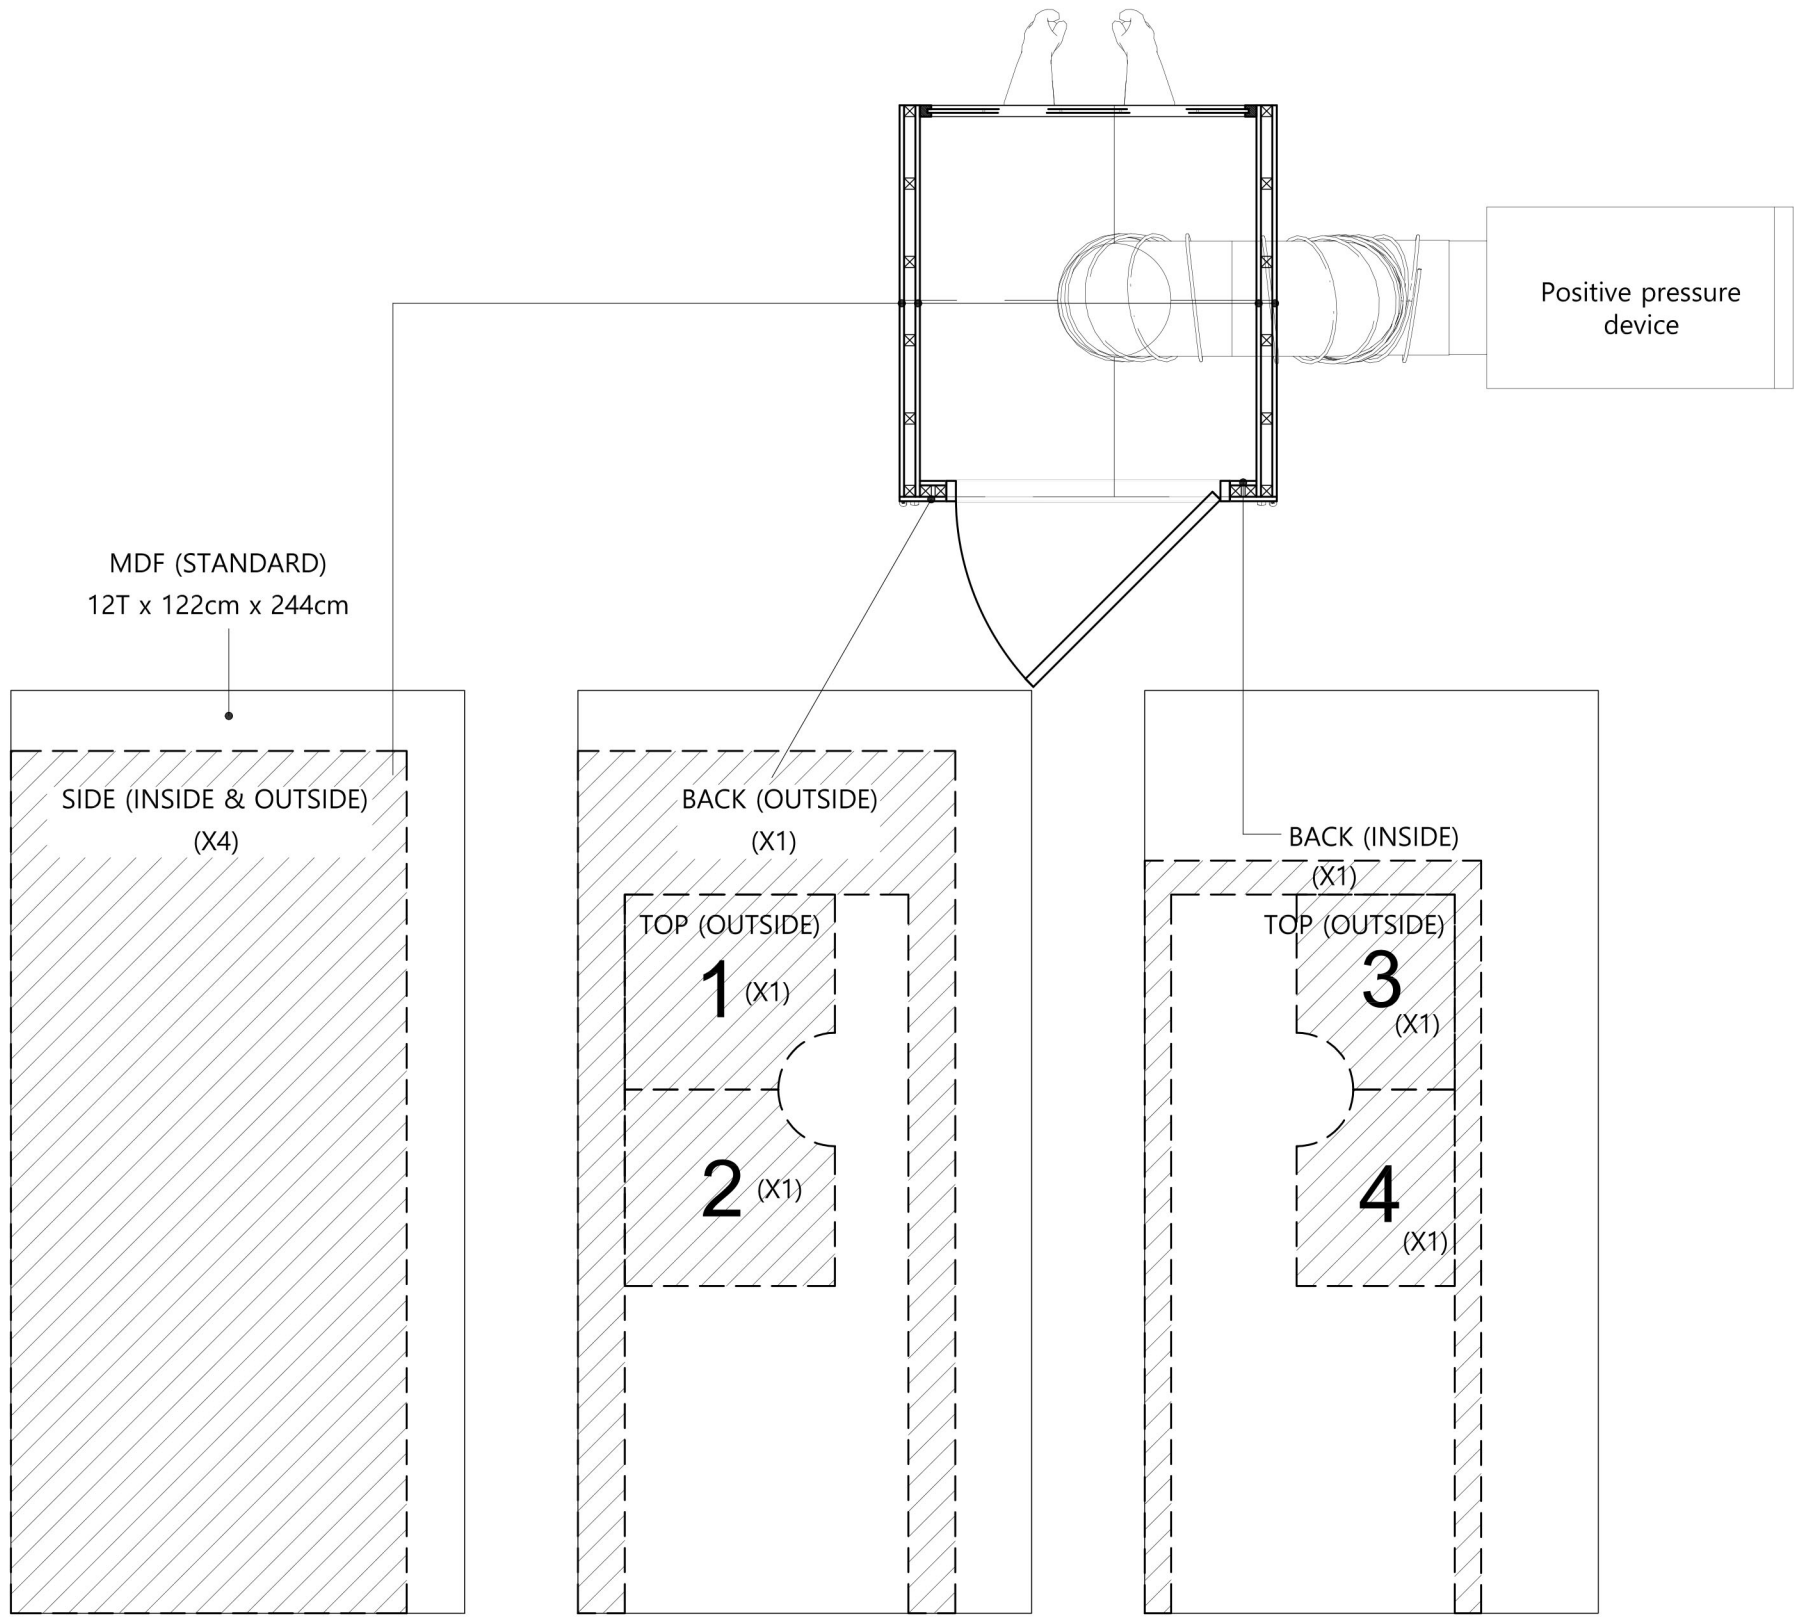 Positive pressure
device
MDF (STANDARD)
12T x 122cm x 244cm
SIDE (INSIDE & OUTSIDE)
(X4)
BACK (OUTSIDE)
(X1)
TOP (OUTSIDE)
1 (X1)
2 (X1)
BACK (INSIDE)
(X1)
TOP (OUTSIDE)
3
(X1)
4
(X1)